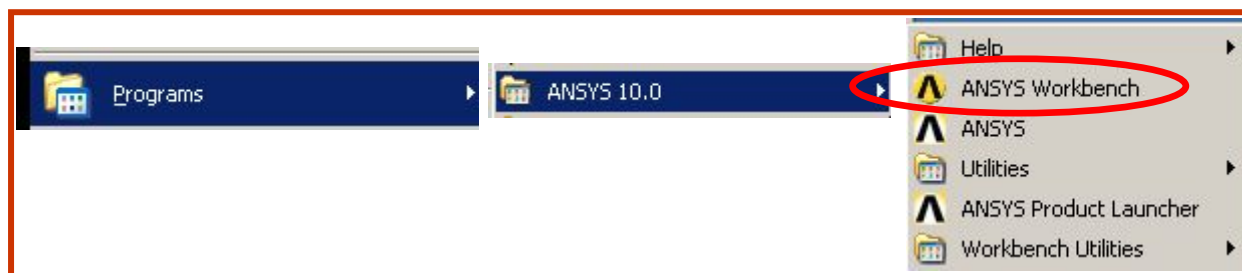 Programs
ANSYS 10.0
Help
ANSYS Workbench
ANSYS
Utilities
ANSYS Product Launcher
Workbench Utilities